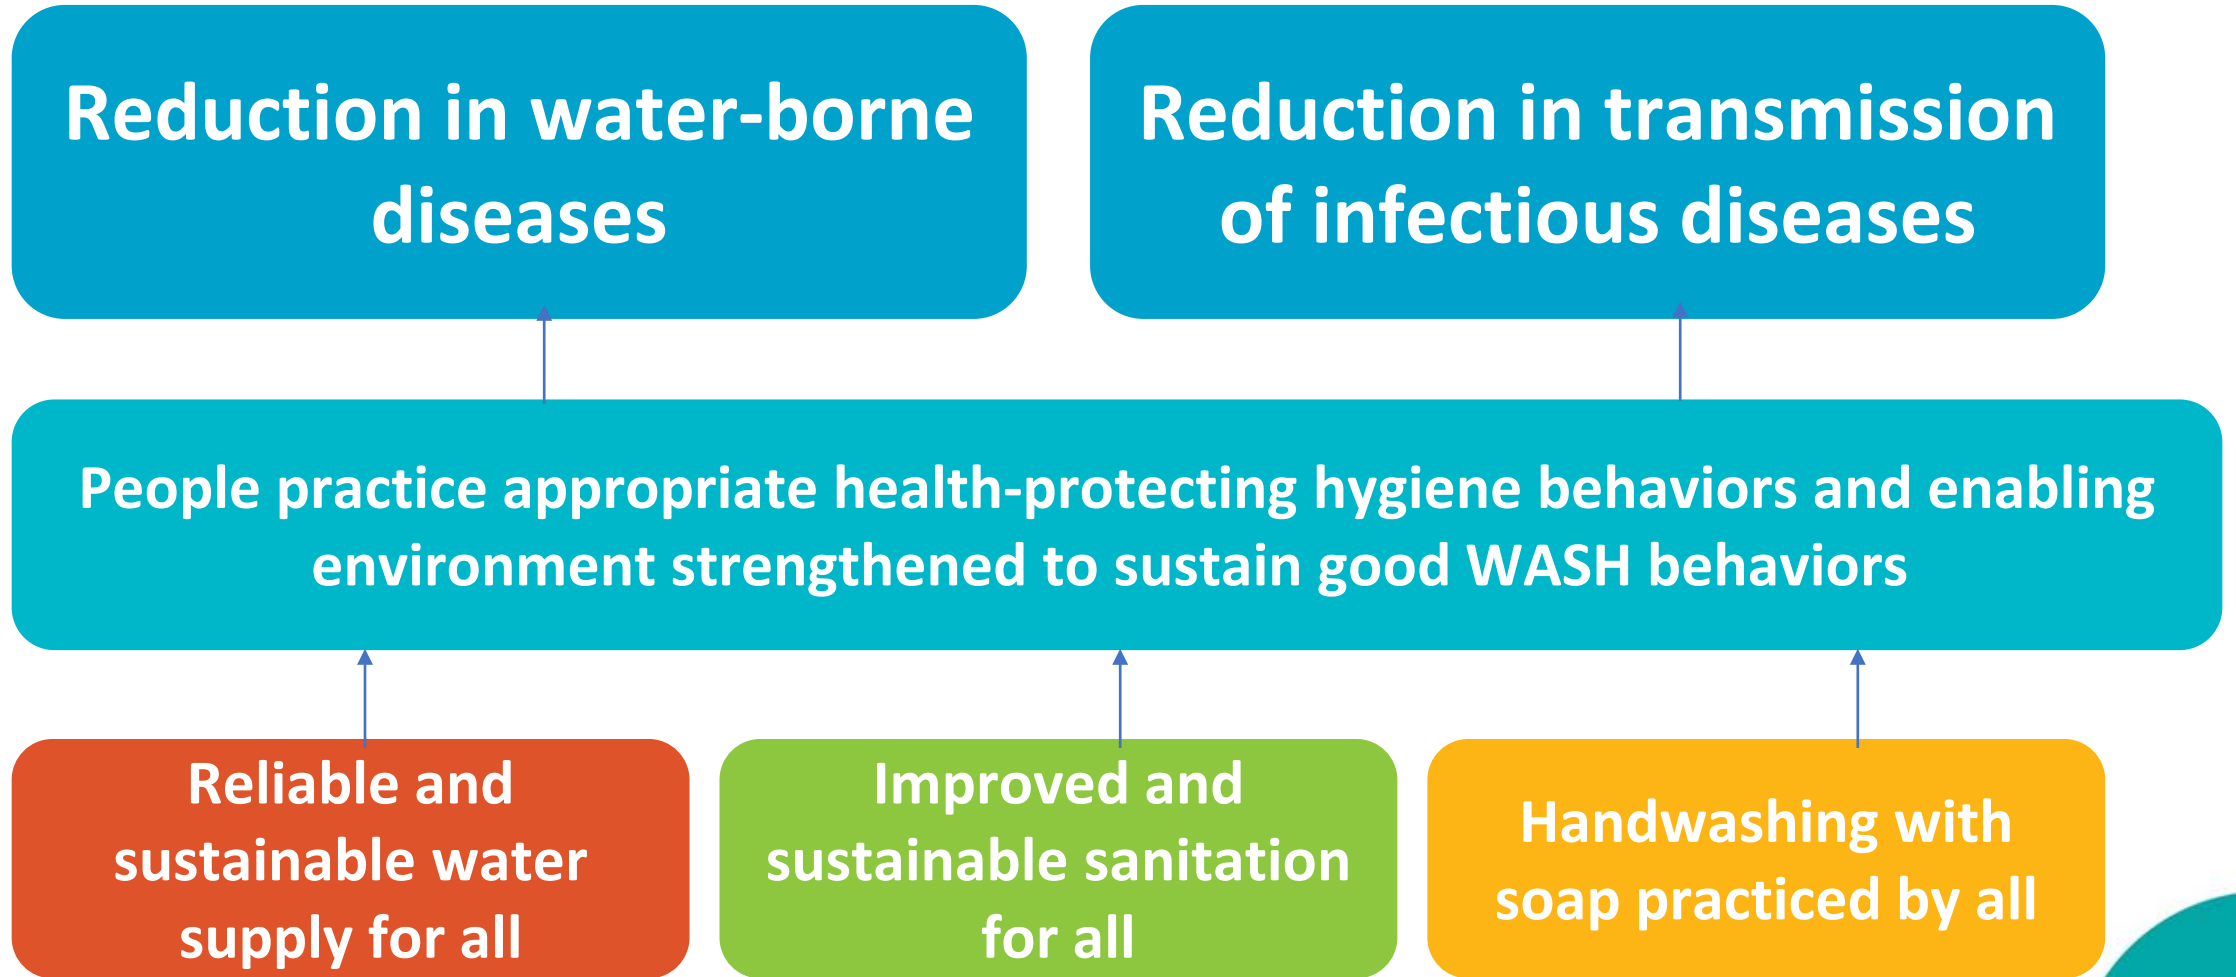 Reduction in water-borne
diseases
Reduction in transmission
of infectious diseases
People practice appropriate health-protecting hygiene behaviors and enabling
environment strengthened to sustain good WASH behaviors
Reliable and
sustainable water
supply for all
Improved and
sustainable sanitation
for all
Handwashing with
soap practiced by all